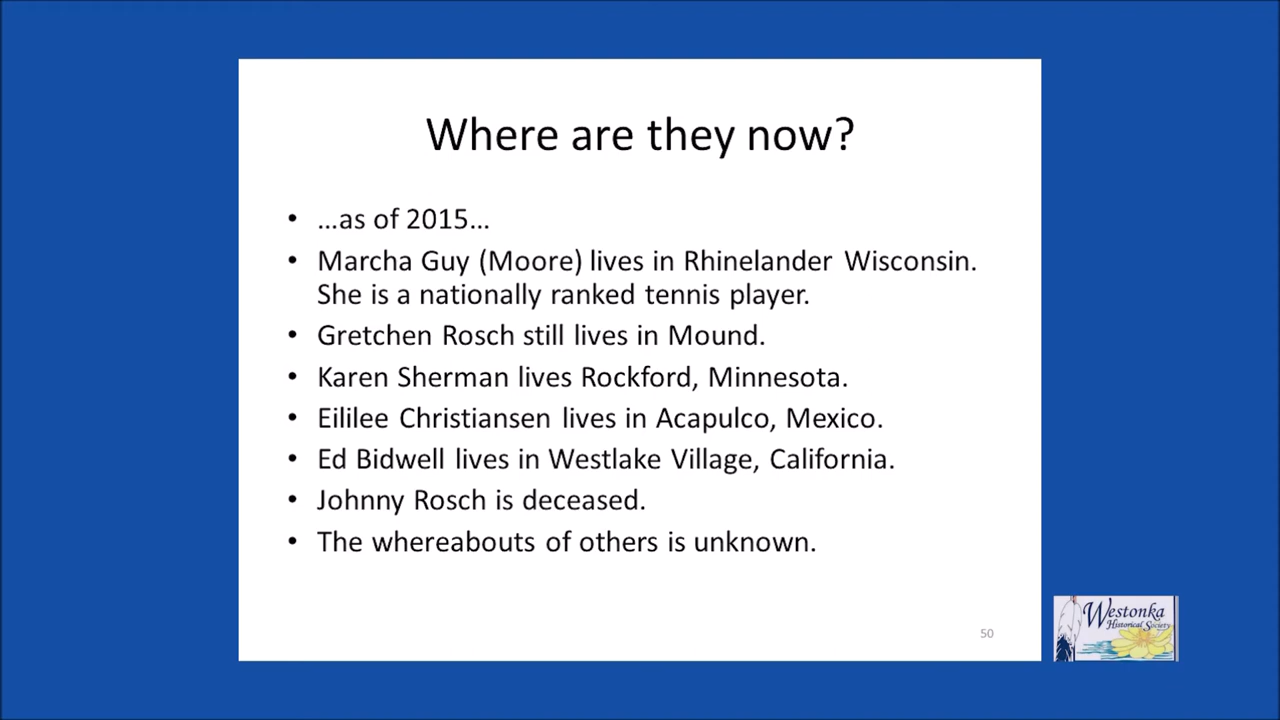 Where are they now?
• …as of 2015…
• Marcha Guy (Moore) lives in Rhinelander Wisconsin.
She is a nationally ranked tennis player.
• Gretchen Rosch still lives in Mound.
• Karen Sherman lives Rockford, Minnesota.
• Eililee Christiansen lives in Acapulco, Mexico.
• Ed Bidwell lives in Westlake Village, California.
• Johnny Rosch is deceased.
• The whereabouts of others is unknown.
50
Westonka
Historical Society